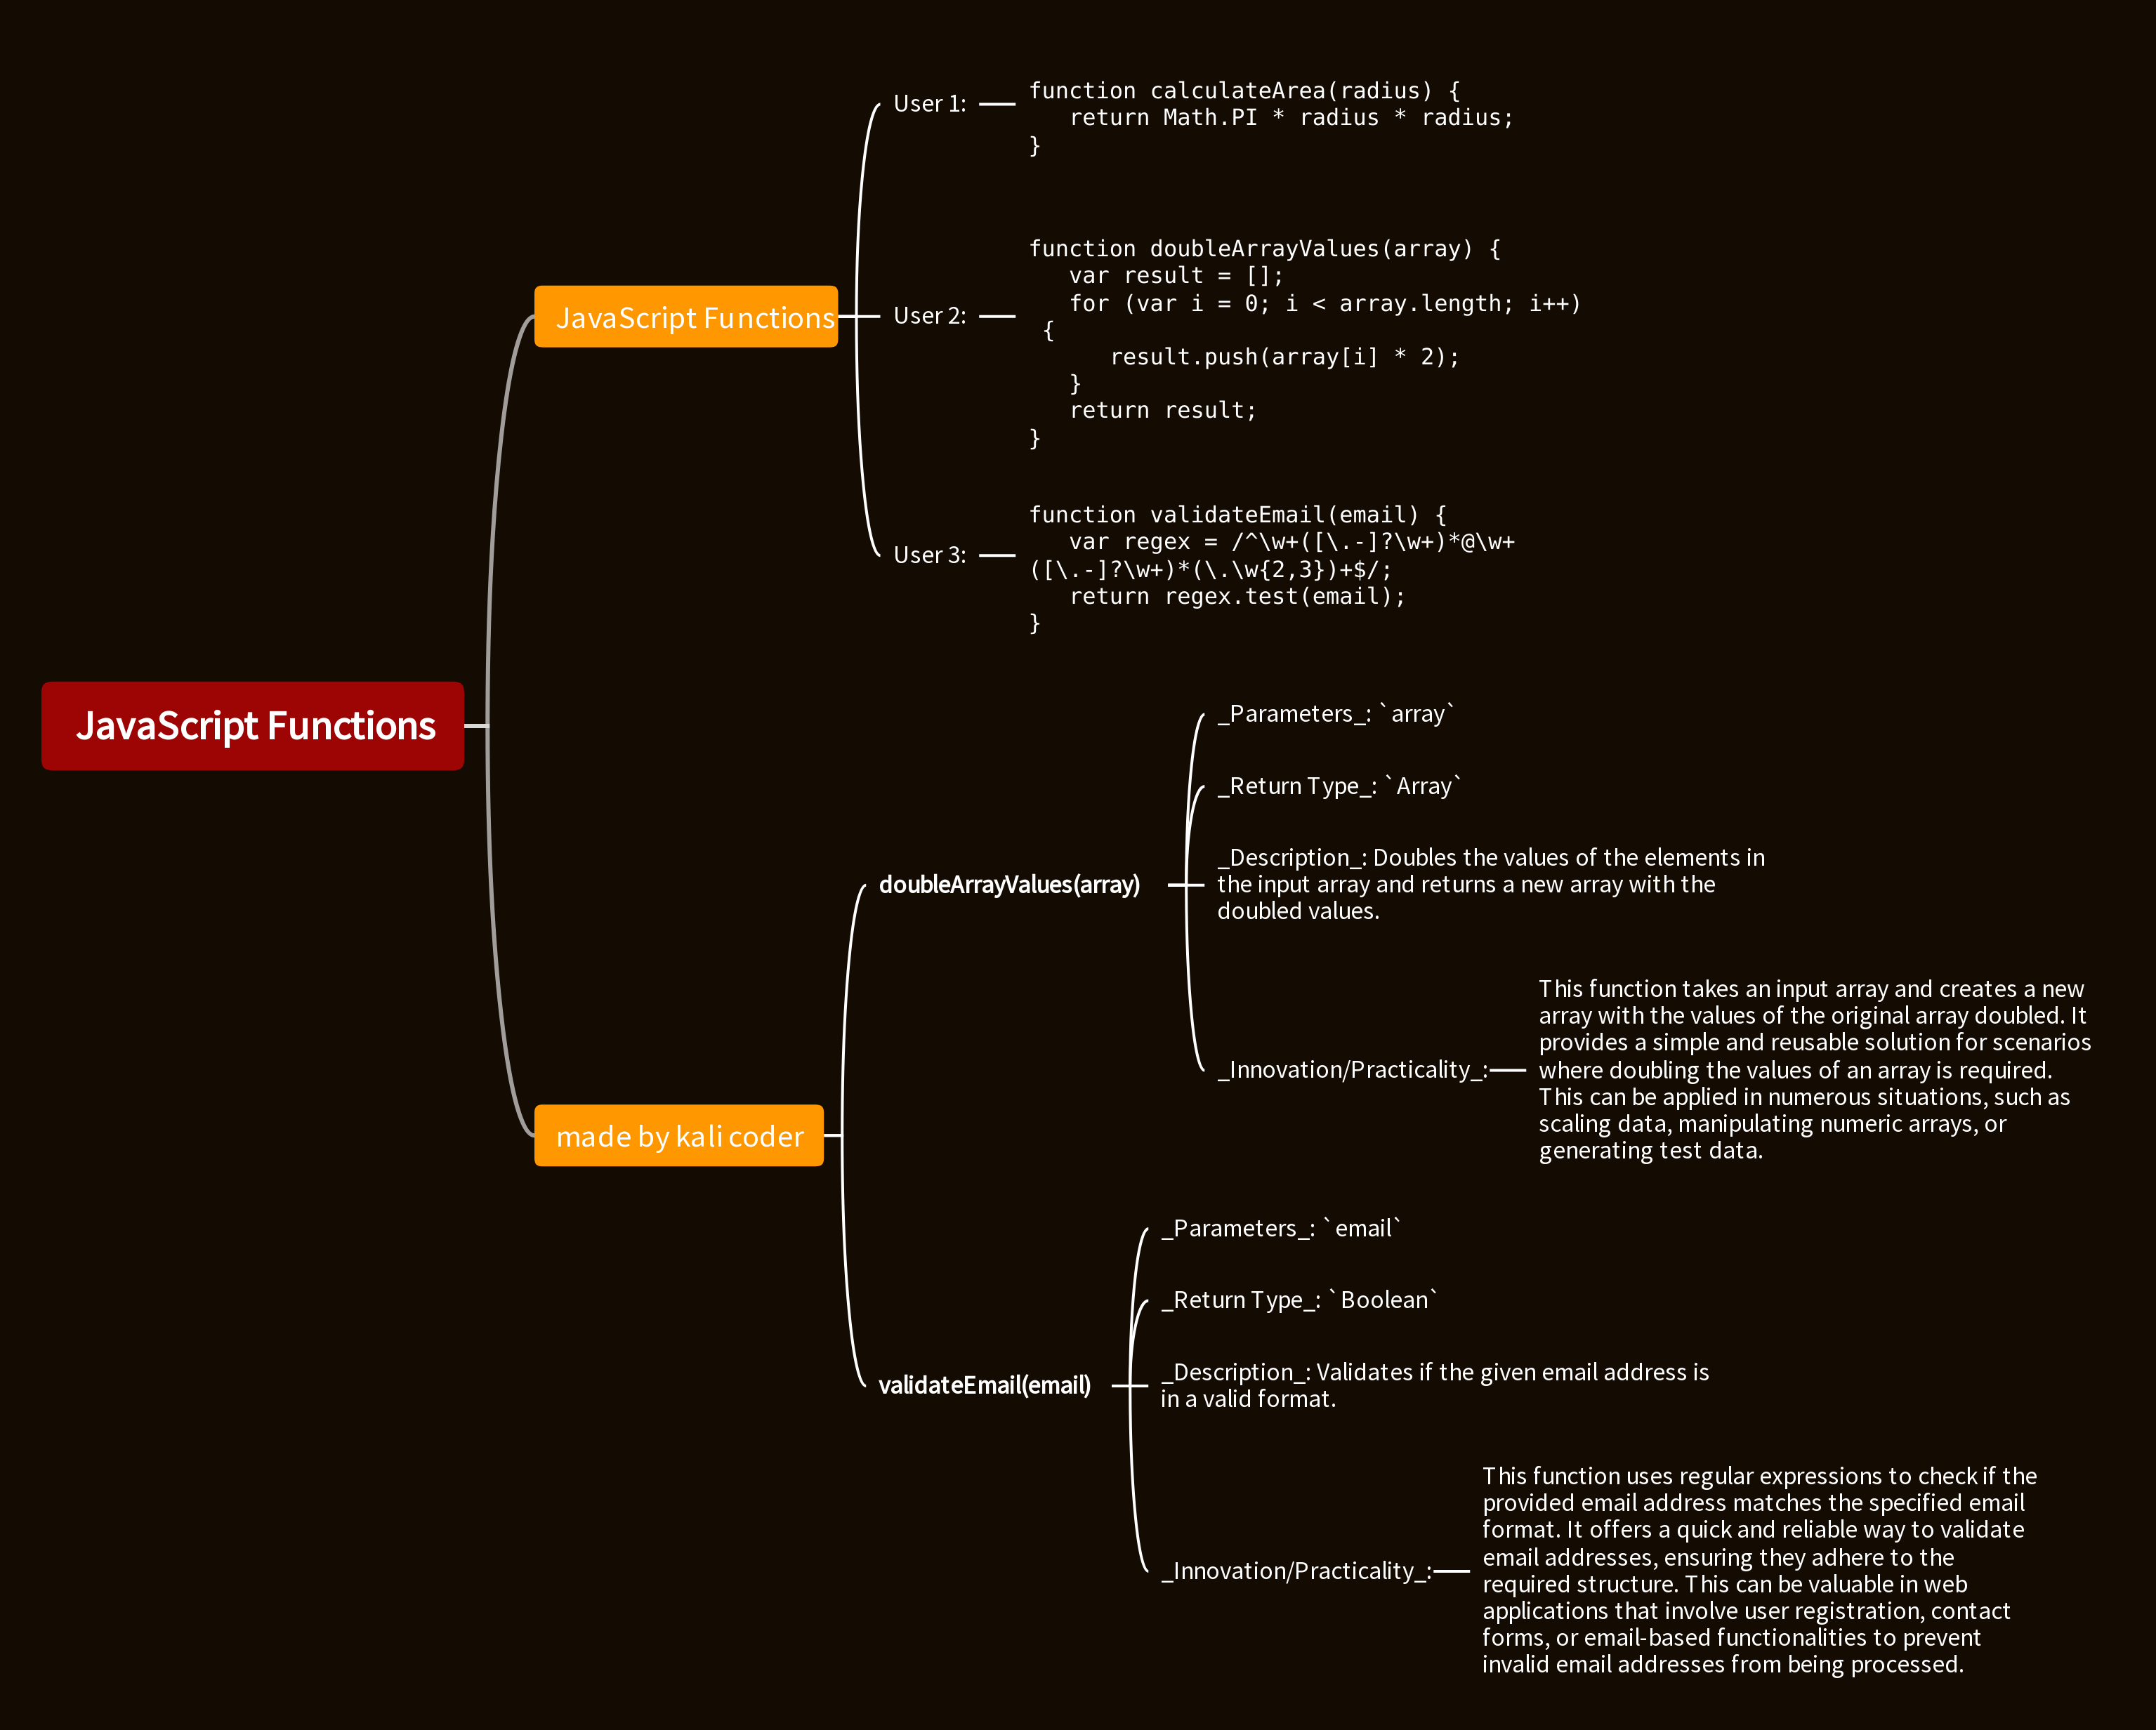 JavaScript Functions
JavaScript Functions
User 1:
function calculateArea(radius) {
   return Math.PI * radius * radius;
}
User 2:
function doubleArrayValues(array) {
   var result = [];
   for (var i = 0; i < array.length; i++)
 {
      result.push(array[i] * 2);
   }
   return result;
}
User 3:
function validateEmail(email) {
   var regex = /^\w+([\.-]?\w+)*@\w+
([\.-]?\w+)*(\.\w{2,3})+$/;
   return regex.test(email);
}
made by kali coder
doubleArrayValues(array)
_Parameters_: `array`
_Return Type_: `Array`
_Description_: Doubles the values of the elements in
the input array and returns a new array with the
doubled values.
_Innovation/Practicality_:
This function takes an input array and creates a new
array with the values of the original array doubled. It
provides a simple and reusable solution for scenarios
where doubling the values of an array is required.
This can be applied in numerous situations, such as
scaling data, manipulating numeric arrays, or
generating test data.
validateEmail(email)
_Parameters_: `email`
_Return Type_: `Boolean`
_Description_: Validates if the given email address is
in a valid format.
_Innovation/Practicality_:
This function uses regular expressions to check if the
provided email address matches the specified email
format. It offers a quick and reliable way to validate
email addresses, ensuring they adhere to the
required structure. This can be valuable in web
applications that involve user registration, contact
forms, or email-based functionalities to prevent
invalid email addresses from being processed.